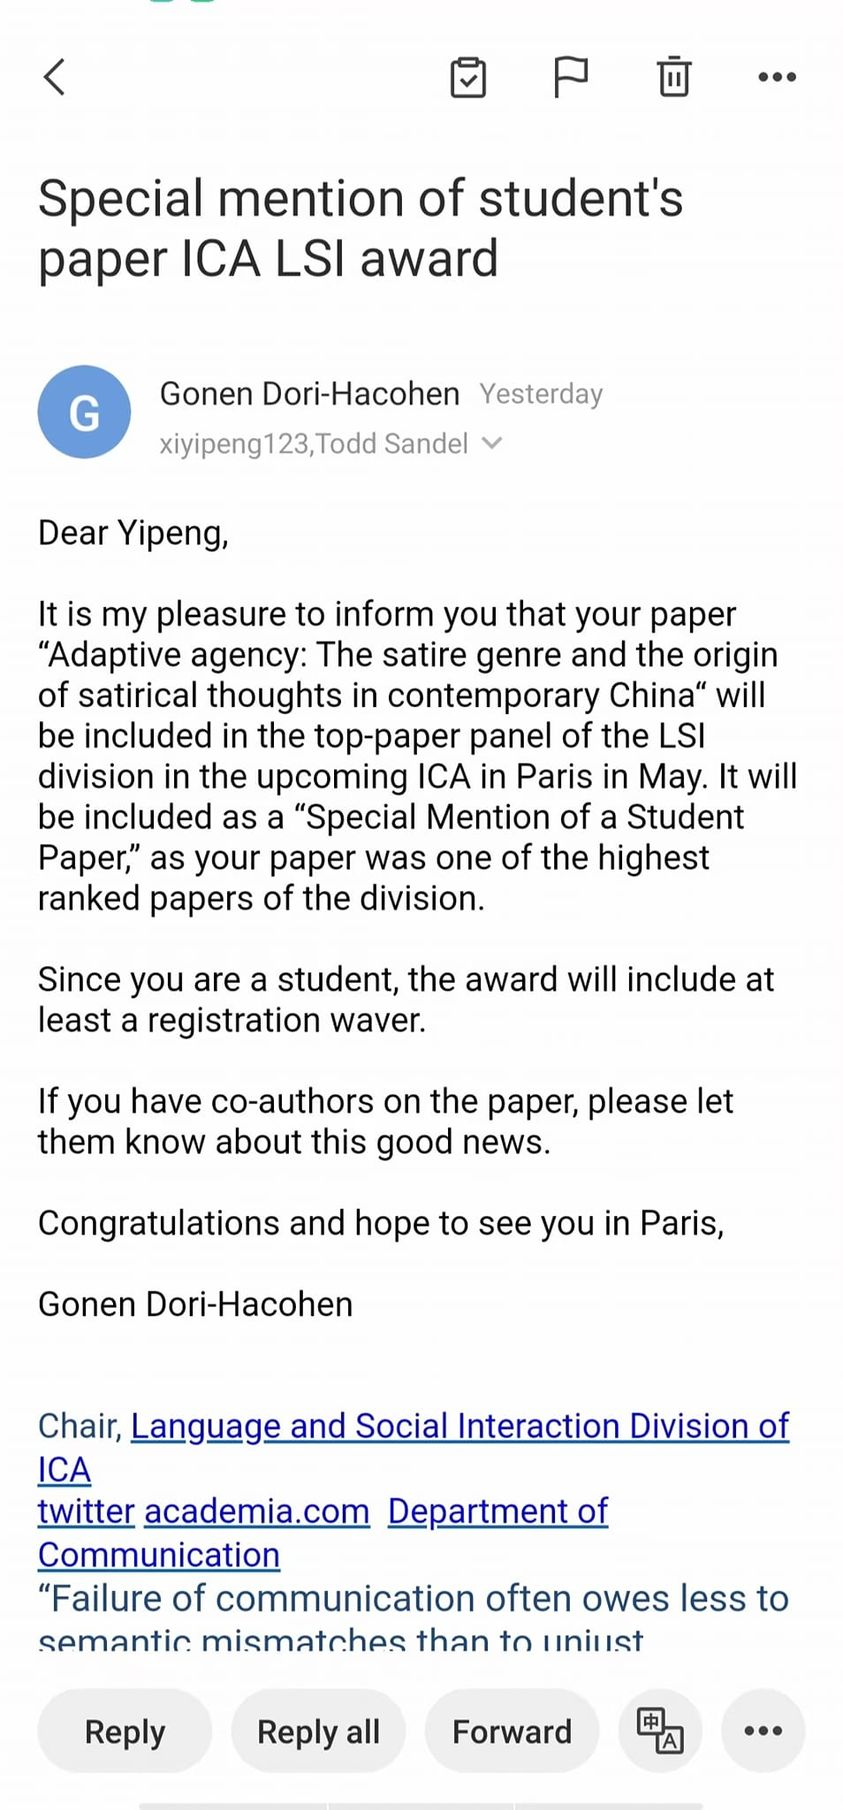 Special mention of student's
paper ICA LSI award
G
Gonen Dori-Hacohen Yesterday
xiyipeng123,Todd Sandel
Dear Yipeng,
It is my pleasure to inform you that your paper
“Adaptive agency: The satire genre and the origin
of satirical thoughts in contemporary China“ will
be included in the top-paper panel of the LSI
division in the upcoming ICA in Paris in May. It will
be included as a “Special Mention of a Student
Paper,” as your paper was one of the highest
ranked papers of the division.
Since you are a student, the award will include at
least a registration waver.
If you have co-authors on the paper, please let
them know about this good news.
Congratulations and hope to see you in Paris,
Gonen Dori-Hacohen
Chair, Language and Social Interaction Division of
ICA
twitter academia.com Department of
Communication
“Failure of communication often owes less to
semantic mismatches than to unjust
Reply Reply all Forward 中 A